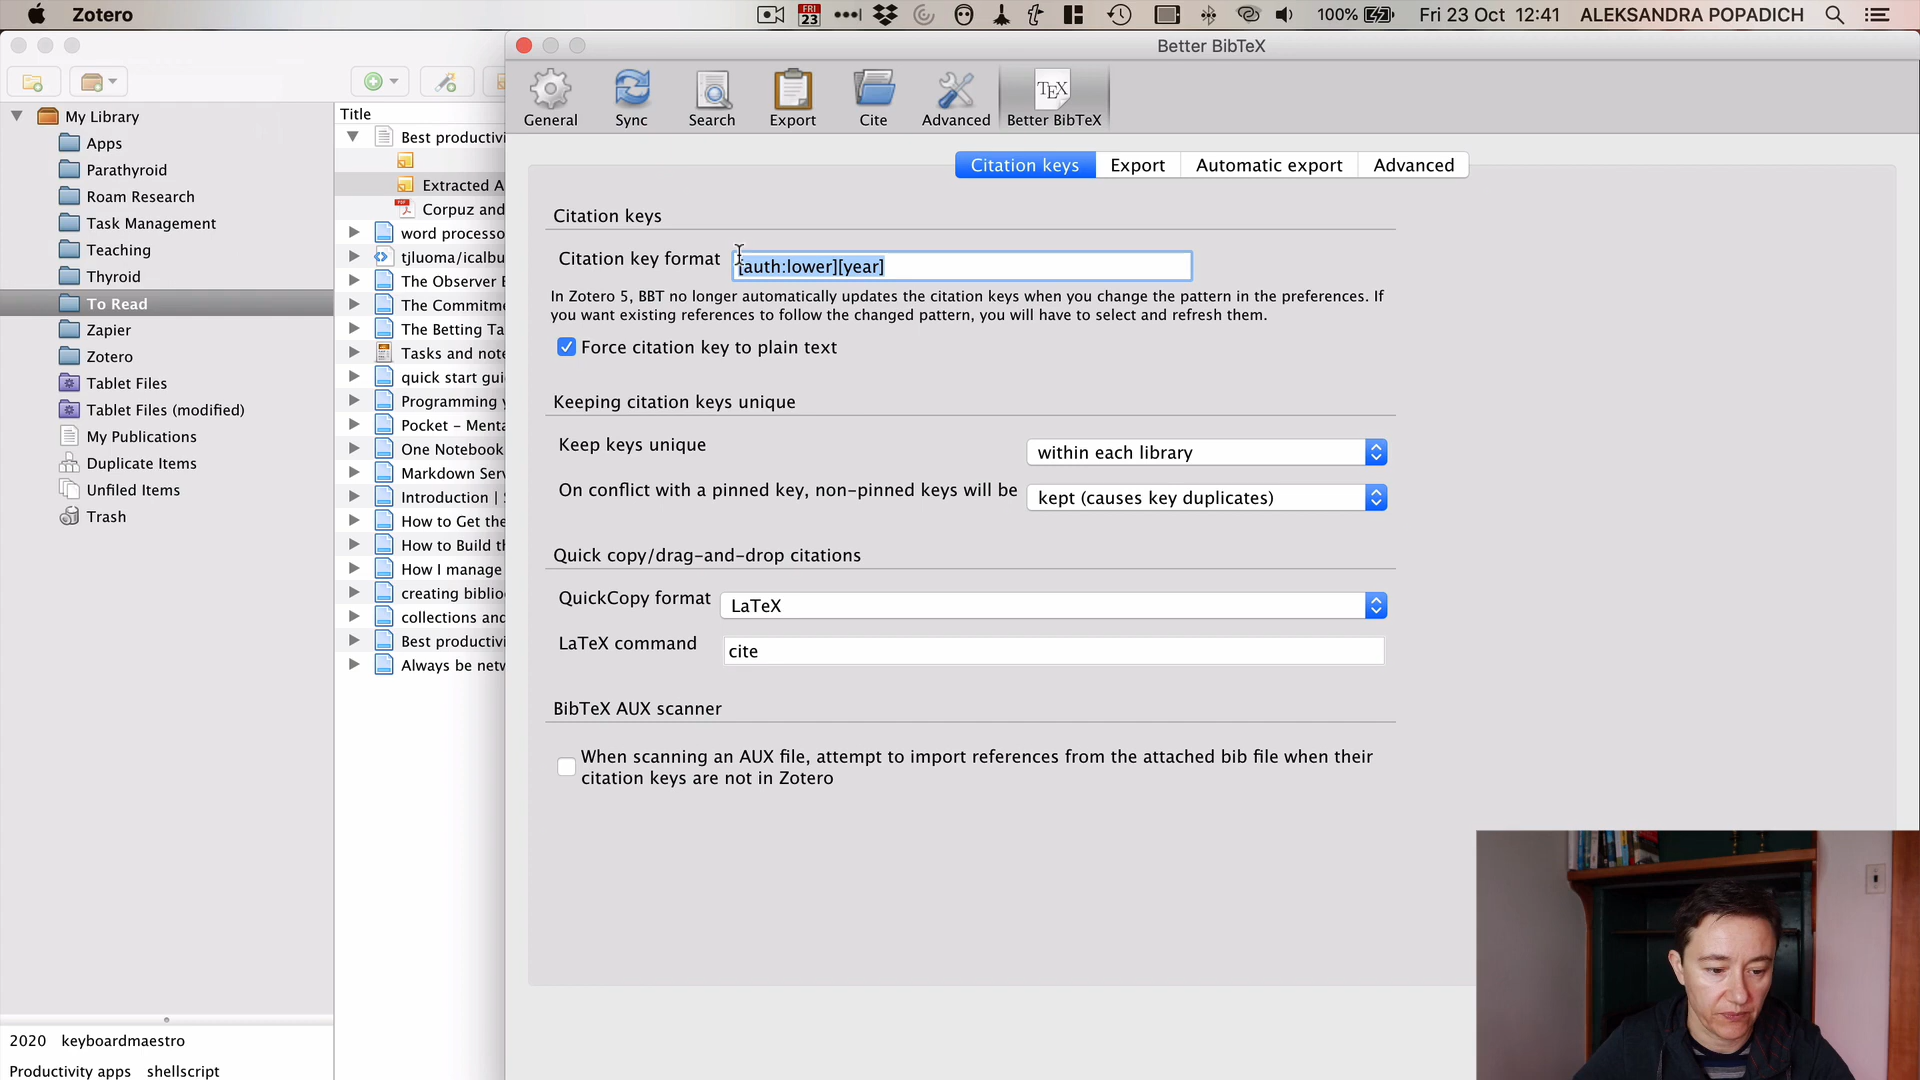 Zotero
FRI
23
100%
Fri 23 Oct 12:41
ALEKSANDRA POPADICH
Better BibTeX
General
Sync
Search
Export
Cite
Advanced
TEX
Better BibTeX
My Library
Apps
Parathyroid
Roam Research
Task Management
Teaching
Thyroid
To Read
Zapier
Zotero
Tablet Files
Tablet Files (modified)
My Publications
Duplicate Items
Unfiled Items
Trash
2020 keyboardmaestro
Productivity apps shellscript
Title
Best productivi
Extracted A
Corpuz and
word processo
tjluoma/icalbu
The Observer E
The Commitme
The Betting Ta
Tasks and note
quick start gui
Programming y
Pocket – Menta
One Notebook
Markdown Serv
Introduction | S
How to Get the
How to Build th
How I manage
creating biblio
collections and
Best productivi
Always be netw
Citation keys
Export
Automatic export
Advanced
Citation keys
Citation key format
[auth:lower][year]
In Zotero 5, BBT no longer automatically updates the citation keys when you change the pattern in the preferences. If
you want existing references to follow the changed pattern, you will have to select and refresh them.
Force citation key to plain text
Keeping citation keys unique
Keep keys unique
within each library
On conflict with a pinned key, non-pinned keys will be
kept (causes key duplicates)
Quick copy/drag-and-drop citations
QuickCopy format
LaTeX
LaTeX command
cite
BibTeX AUX scanner
When scanning an AUX file, attempt to import references from the attached bib file when their
citation keys are not in Zotero